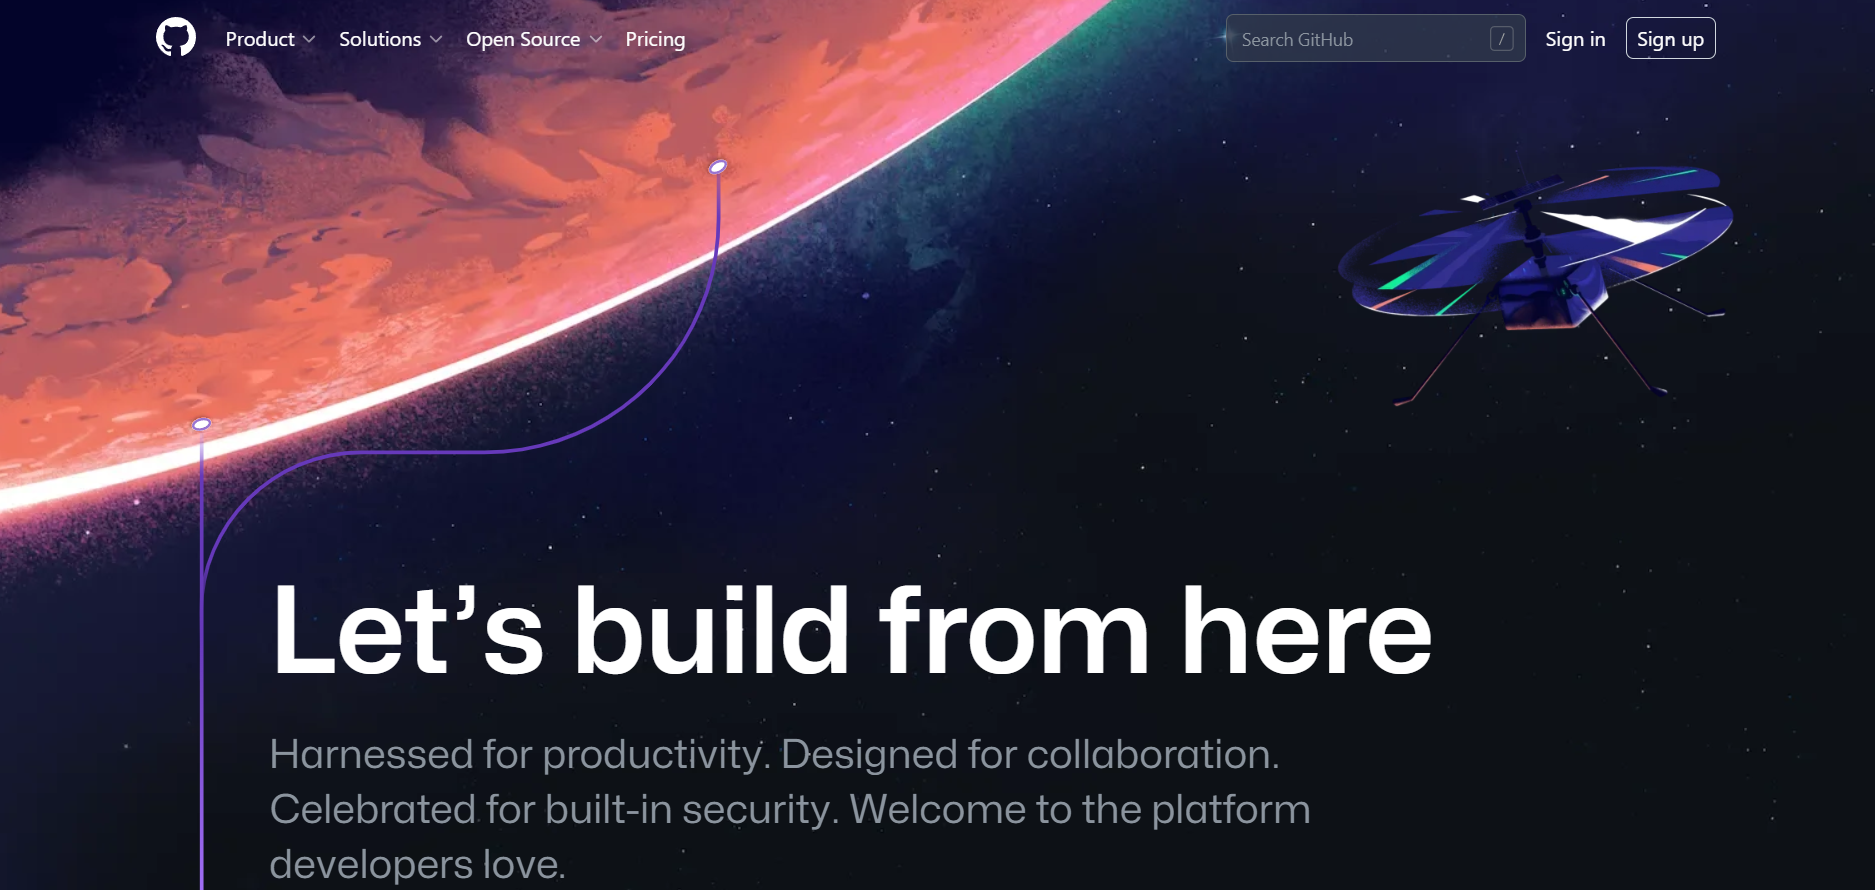 Product
Solutions
Open Source
Pricing
Search GitHub
/
Sign in
Sign up
Let’s build from here
Harnessed for productivity. Designed for collaboration.
Celebrated for built-in security. Welcome to the platform
developers love.